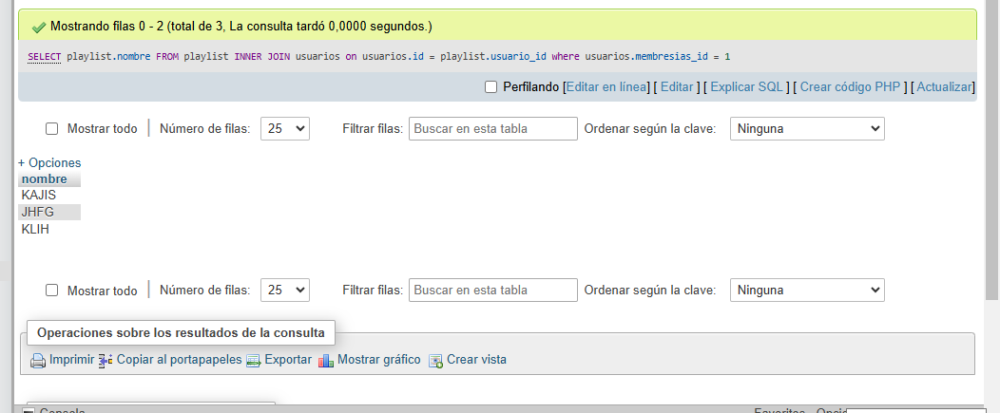 Mostrando filas 0 - 2 (total de 3, La consulta tardó 0,0000 segundos.)
SELECT playlist.nombre FROM playlist INNER JOIN usuarios on usuarios.id = playlist.usuario_id where usuarios.membresias_id = 1
Perfilando [Editar en línea] [ Editar ] [ Explicar SQL ] [ Crear código PHP ] [ Actualizar]
Mostrar todo | Número de filas: 25 Filtrar filas: Buscar en esta tabla Ordenar según la clave: Ninguna
+ Opciones
nombre
KAJIS
JHFG
KLIH
Mostrar todo | Número de filas: 25 Filtrar filas: Buscar en esta tabla Ordenar según la clave: Ninguna
Operaciones sobre los resultados de la consulta
Imprimir Copiar al portapapeles Exportar Mostrar gráfico Crear vista
Consola Favoritos